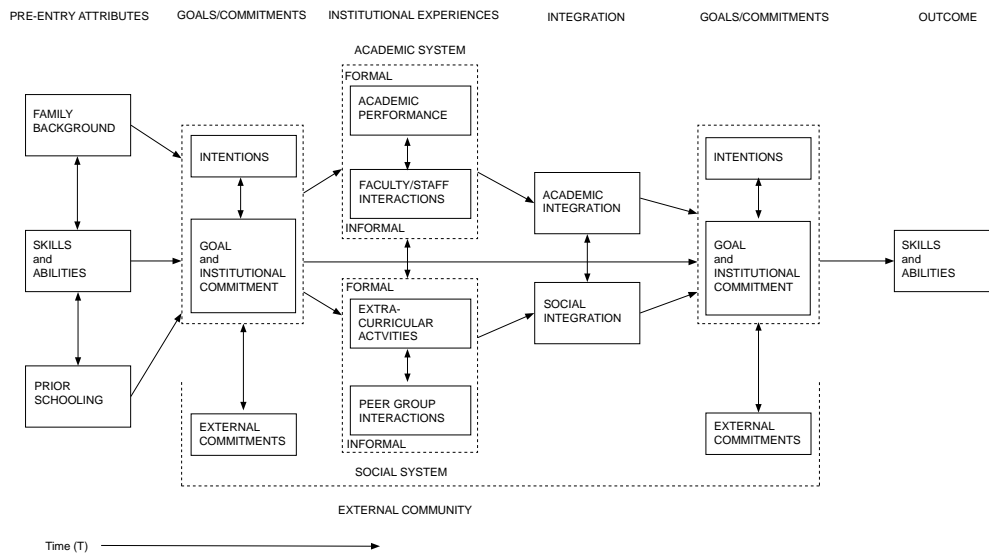 PRE-ENTRY ATTRIBUTES
GOALS/COMMITMENTS
INSTITUTIONAL EXPERIENCES
INTEGRATION
GOALS/COMMITMENTS
OUTCOME
ACADEMIC SYSTEM
FORMAL
FAMILY
BACKGROUND
ACADEMIC
PERFORMANCE
INTENTIONS
FACULTY/STAFF
INTERACTIONS
INFORMAL
ACADEMIC
INTEGRATION
INTENTIONS
SKILLS
and
ABILITIES
GOAL
and
INSTITUTIONAL
COMMITMENT
GOAL
and
INSTITUTIONAL
COMMITMENT
SKILLS
and
ABILITIES
FORMAL
EXTRA-
CURRICULAR
ACTVITIES
SOCIAL
INTEGRATION
PRIOR
SCHOOLING
PEER GROUP
INTERACTIONS
INFORMAL
EXTERNAL
COMMITMENTS
EXTERNAL
COMMITMENTS
SOCIAL SYSTEM
EXTERNAL COMMUNITY
Time (T)